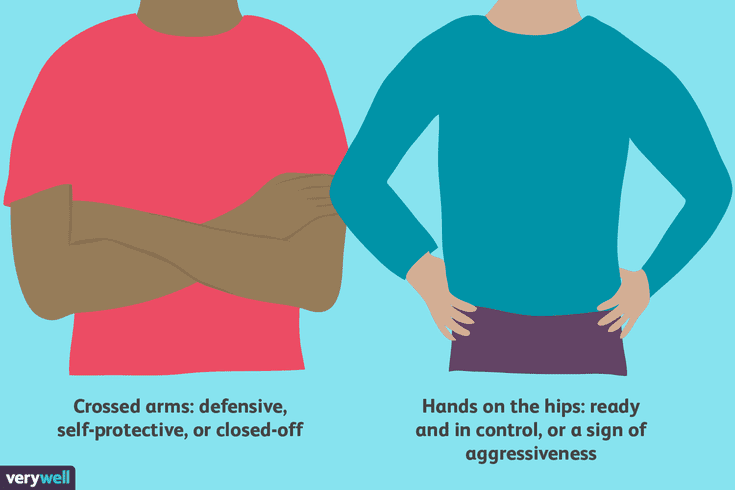 Crossed arms: defensive,
self-protective, or closed-off
Hands on the hips: ready
and in control, or a sign of
aggressiveness
verywell